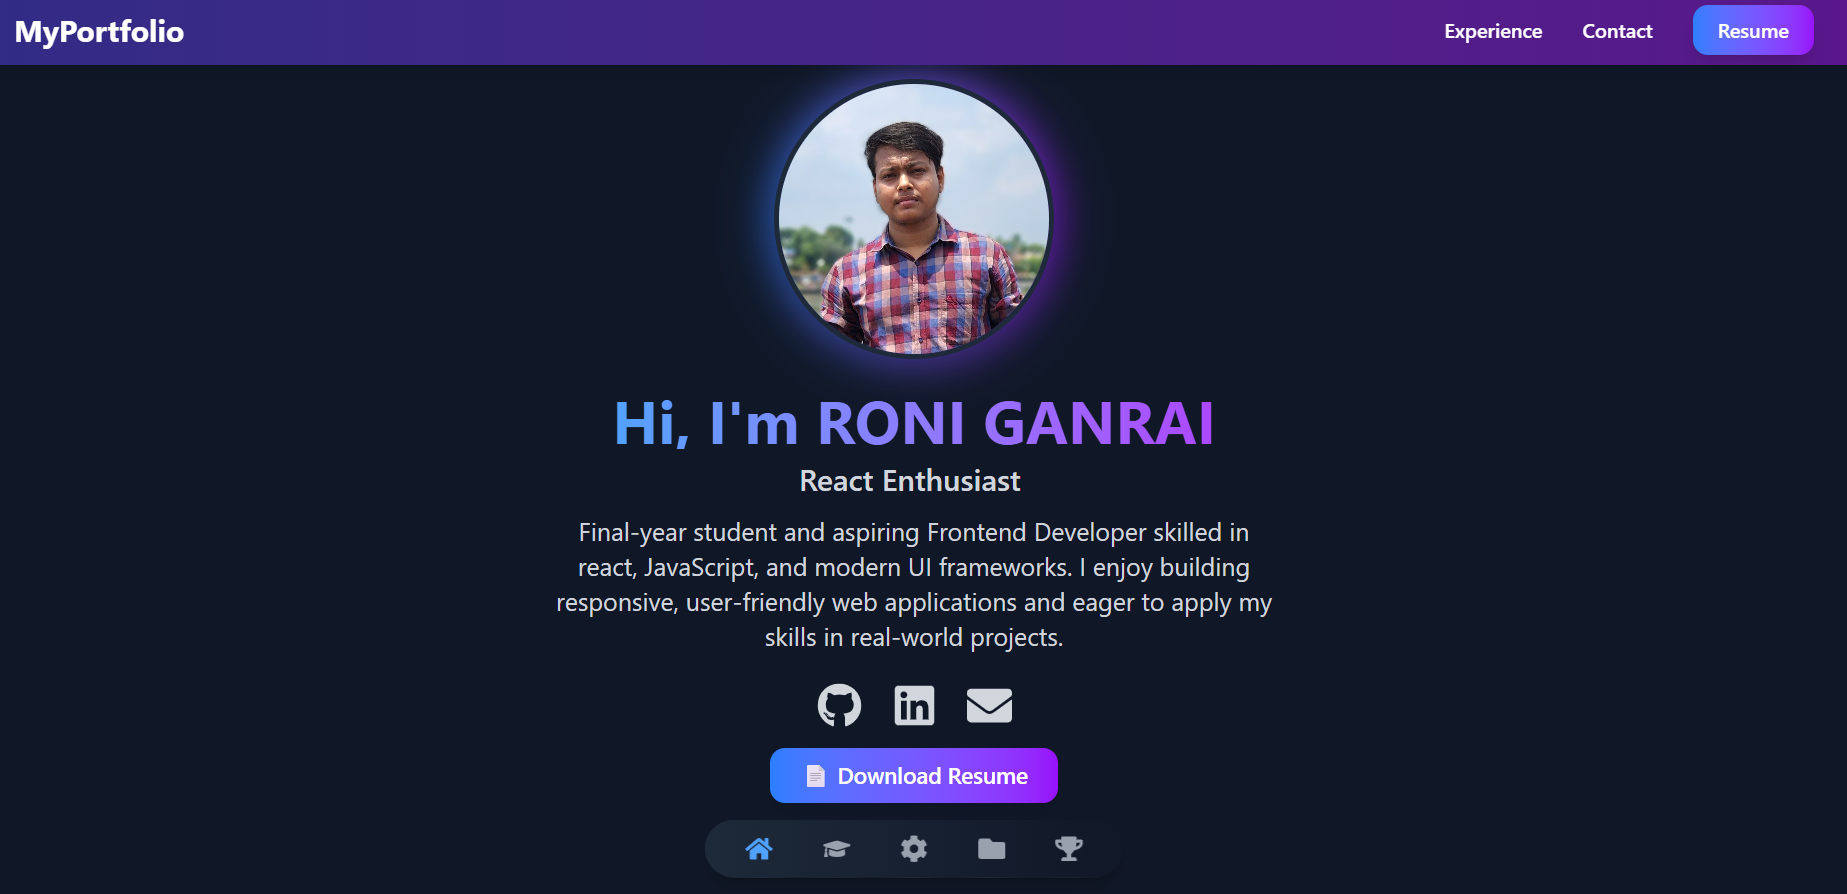 MyPortfolio
Experience
Contact
Resume
Hi, I'm RONI GANRAI
React Enthusiast
Final-year student and aspiring Frontend Developer skilled in
react, JavaScript, and modern UI frameworks. I enjoy building
responsive, user-friendly web applications and eager to apply my
skills in real-world projects.
in
Download Resume